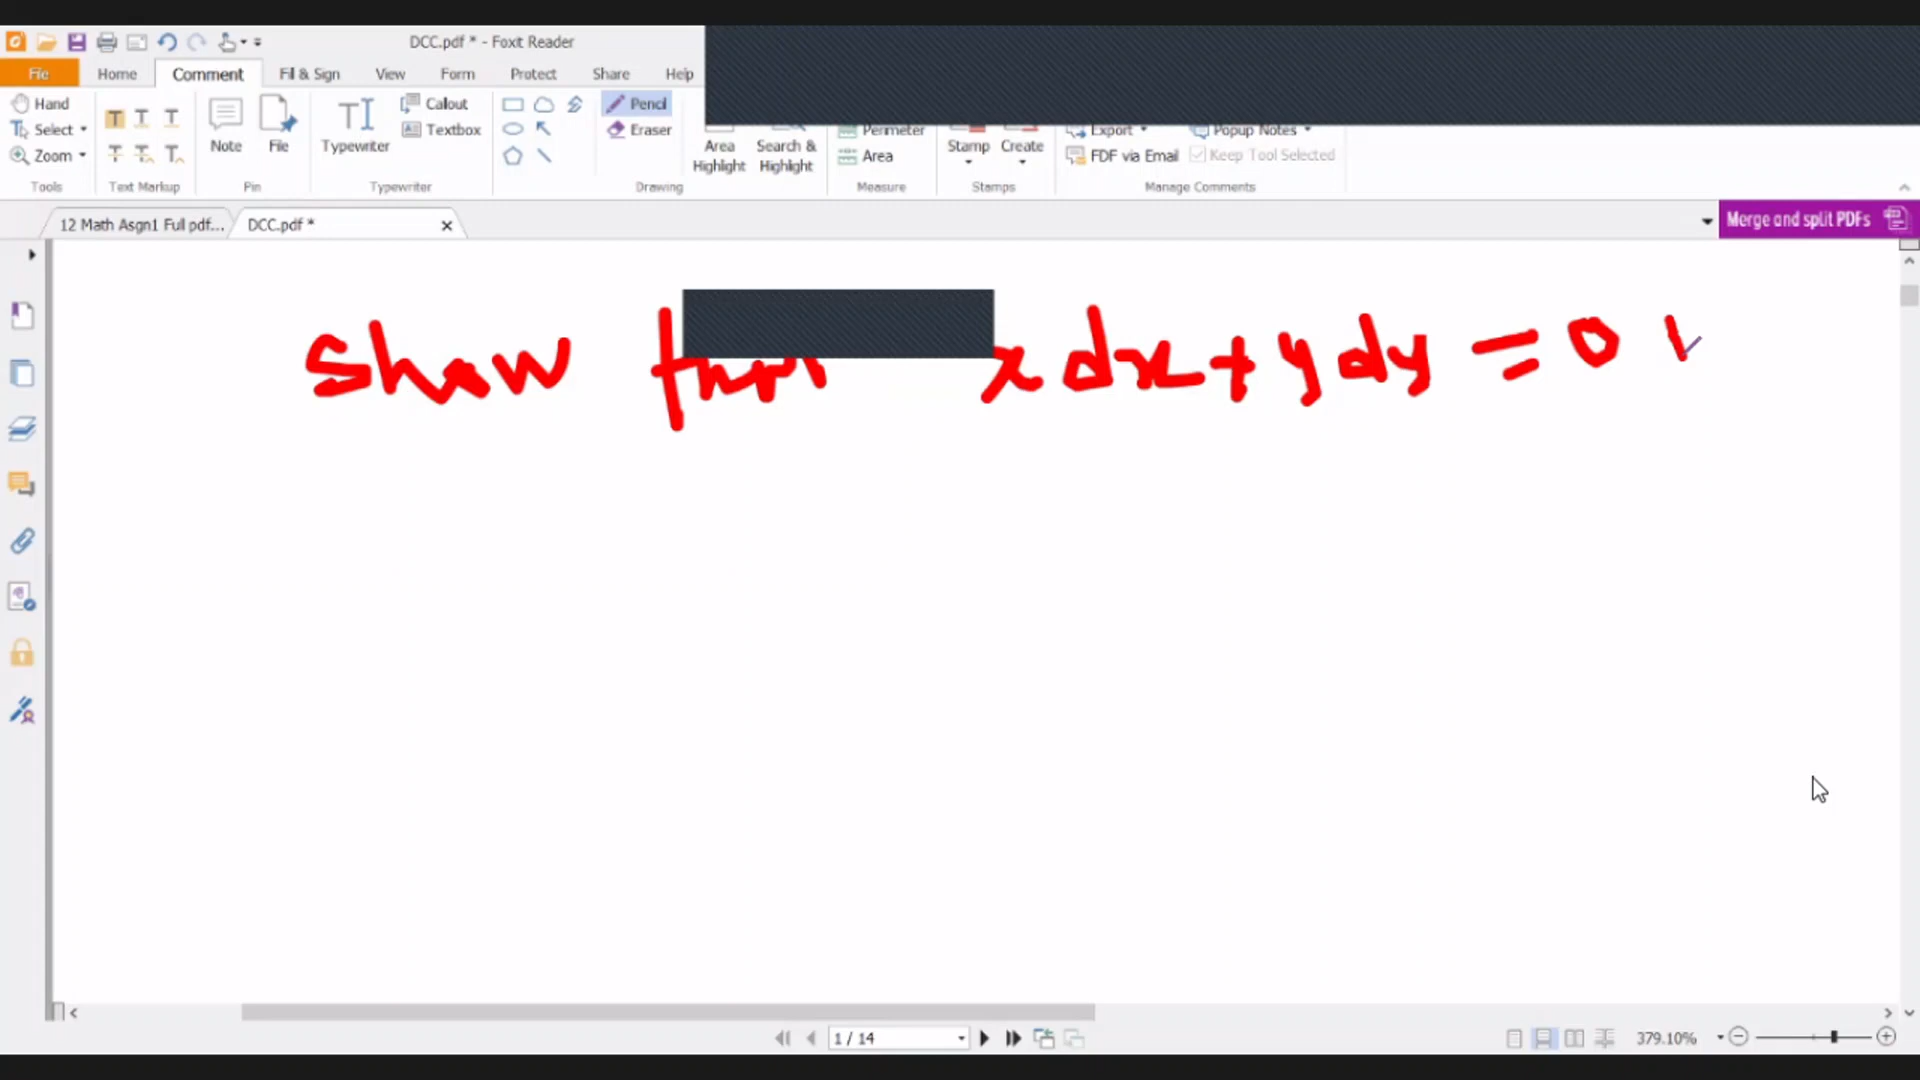 DCC.pdf * - Foxit Reader
File Home Comment Fill & Sign View Form Protect Share Help
Hand
Select
Zoom
Tools
Text Markup
Note
File
Pin
Typewriter
Callout
Textbox
Typewriter
Pencil
Eraser
Area Highlight
Search & Highlight
Drawing
Perimeter
Area
Measure
Stamp
Create
Stamps
Export
FDF via Email
Popup Notes
Keep Tool Selected
Manage Comments
12 Math Asgn1 Full pdf... DCC.pdf *
Merge and split PDFs
Show x dx + y dy = 0
1 / 14
379.10%